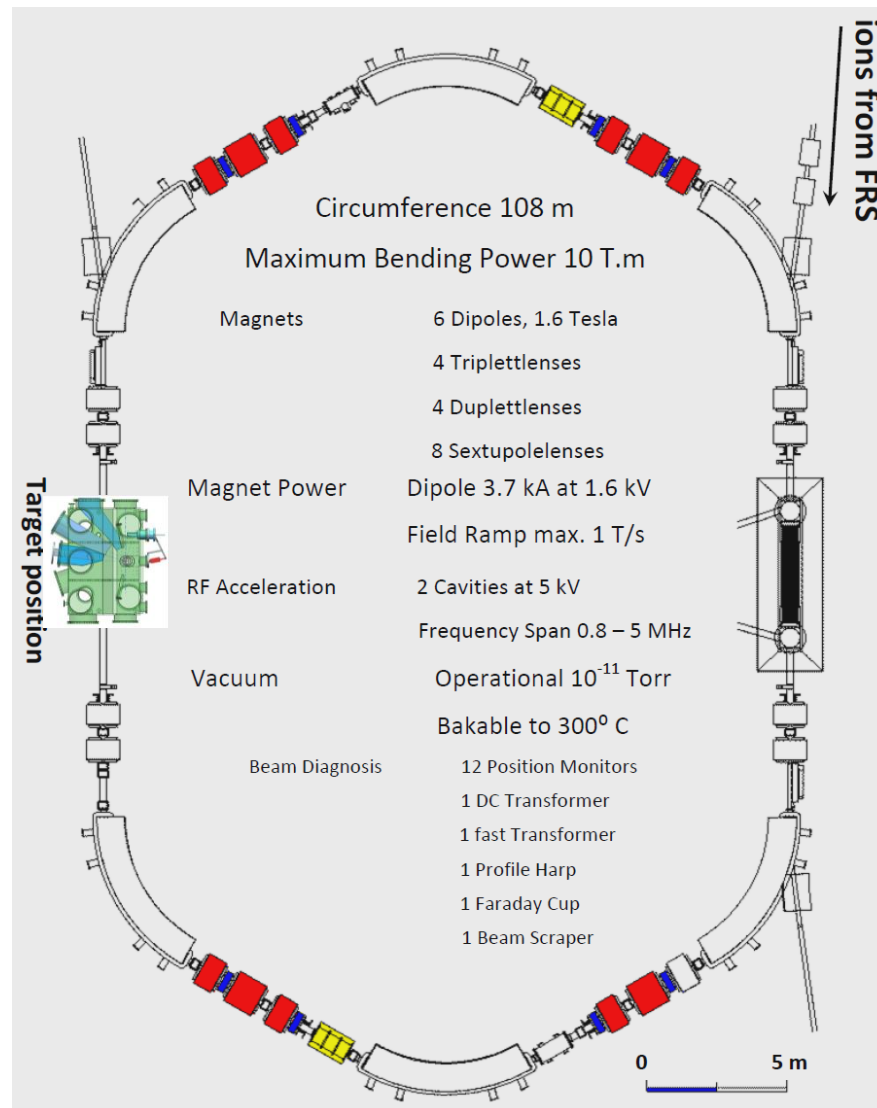 ions from FRS
Circumference 108 m
Maximum Bending Power 10 T.m
Magnets 6 Dipoles, 1.6 Tesla
4 Triplettlenses
4 Duplettlenses
8 Sextupolelenses
Target position
Magnet Power Dipole 3.7 kA at 1.6 kV
Field Ramp max. 1 T/s
RF Acceleration 2 Cavities at 5 kV
Frequency Span 0.8 – 5 MHz
Vacuum Operational 10⁻¹¹ Torr
Bakable to 300⁰ C
Beam Diagnosis 12 Position Monitors
1 DC Transformer
1 fast Transformer
1 Profile Harp
1 Faraday Cup
1 Beam Scraper
0 5 m